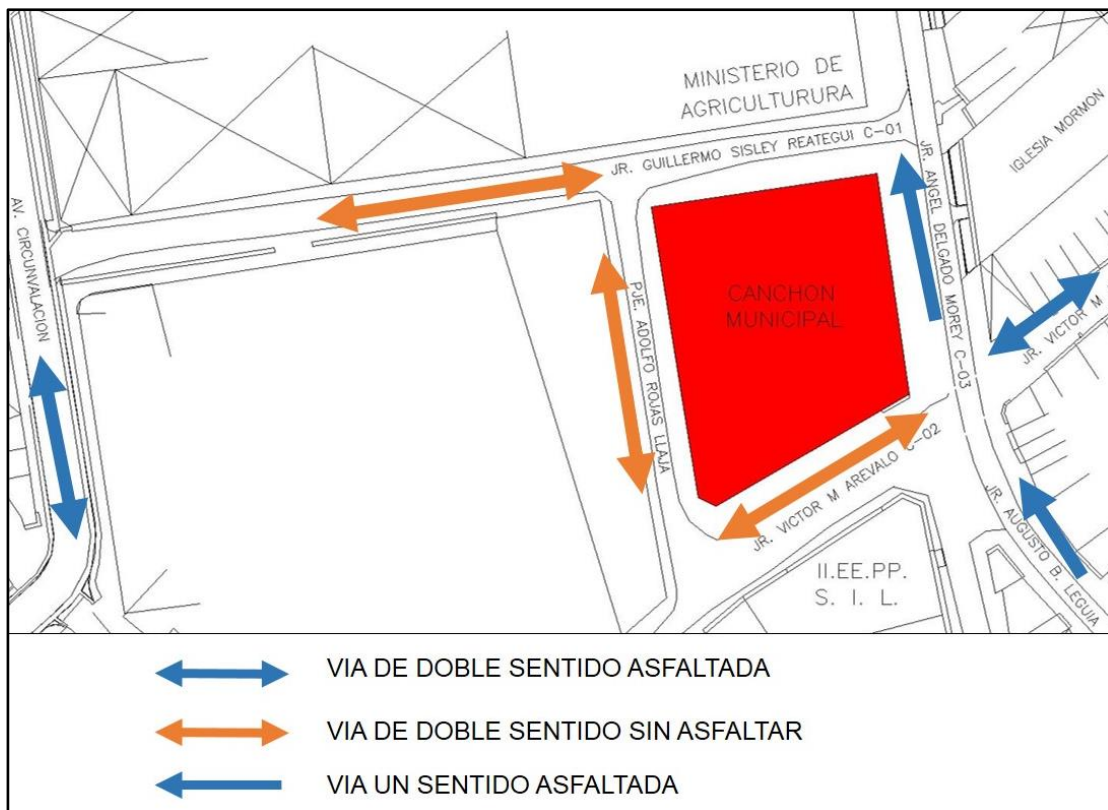 MINISTERIO DE
AGRICULTURURA
JR. GUILLERMO SISLEY REATEGUI C-01
IGLESIA MORMON
AV. CIRCUNVALACION
JR. ANGEL DELGADO MOREY C-03
PJE. ADOLFO ROJAS LLAJA
CANCHON
MUNICIPAL
JR. VICTOR M
JR. VICTOR M AREVALO C-02
JR. AUGUSTO B. LEGUIA
II.EE.PP.
S. I. L.
VIA DE DOBLE SENTIDO ASFALTADA
VIA DE DOBLE SENTIDO SIN ASFALTAR
VIA UN SENTIDO ASFALTADA